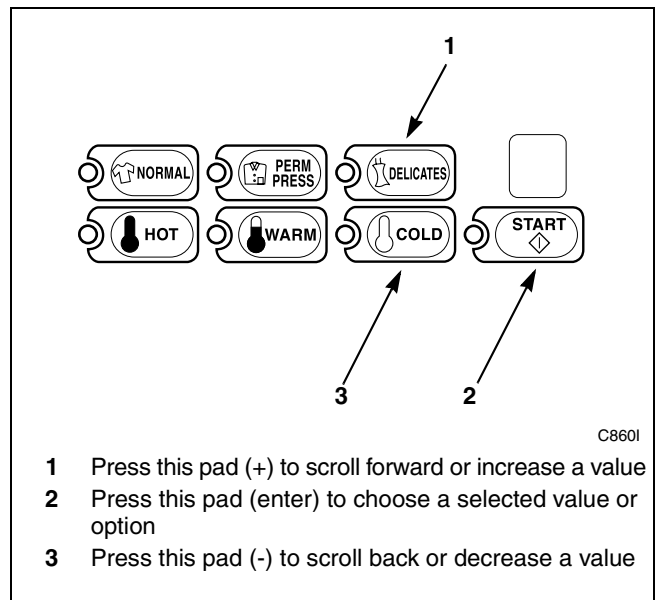 1
NORMAL
PERM
PRESS
DELICATES
HOT
WARM
COLD
START
3
2
C860I
1 Press this pad (+) to scroll forward or increase a value
2 Press this pad (enter) to choose a selected value or
option
3 Press this pad (-) to scroll back or decrease a value